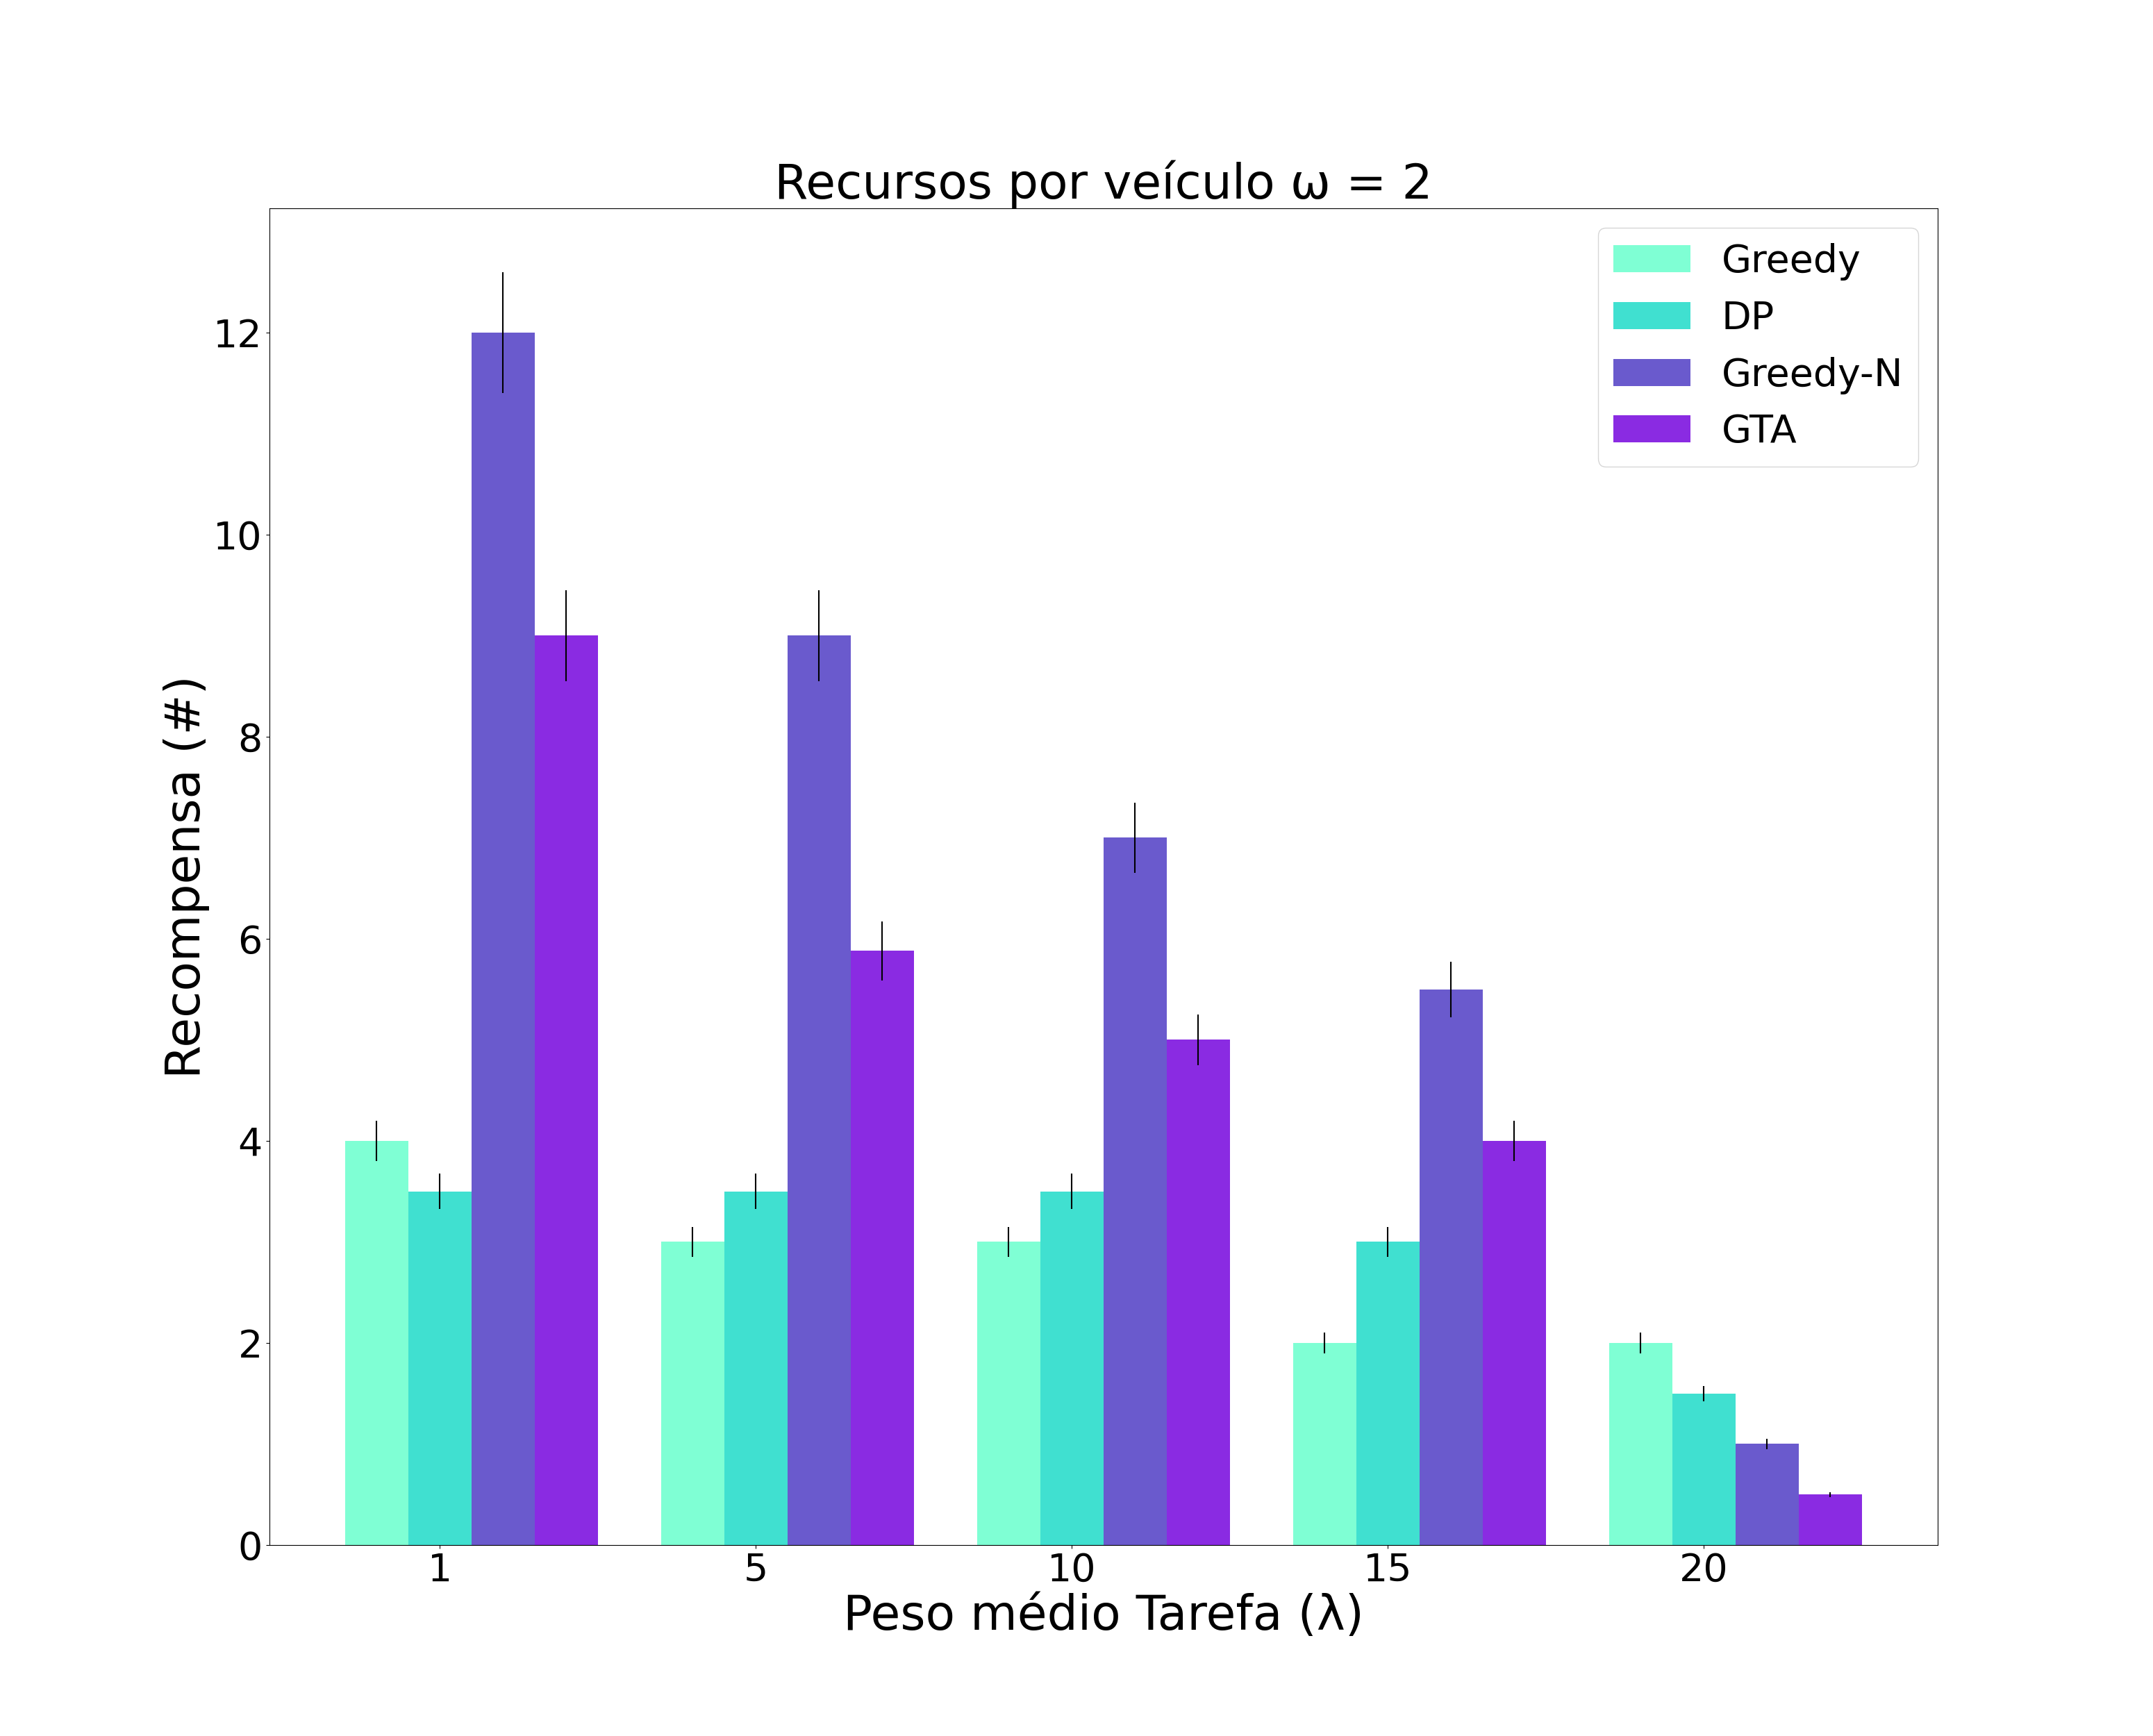 Recursos por veículo ω = 2
Greedy
DP
Greedy-N
GTA
Recompensa (#)
12
10
8
6
4
2
0
1 5 10 15 20
Peso médio Tarefa (λ)